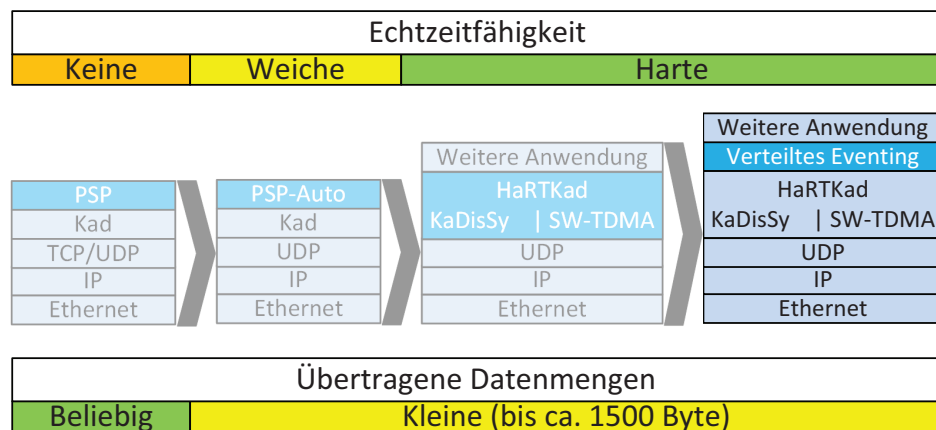 Echtzeitfähigkeit
Keine
Weiche
Harte
PSP
Kad
TCP/UDP
IP
Ethernet
PSP-Auto
Kad
UDP
IP
Ethernet
Weitere Anwendung
HaRTKad
KaDisSy | SW-TDMA
UDP
IP
Ethernet
Weitere Anwendung
Verteiltes Eventing
HaRTKad
KaDisSy | SW-TDMA
UDP
IP
Ethernet
Übertragene Datenmengen
Beliebig
Kleine (bis ca. 1500 Byte)